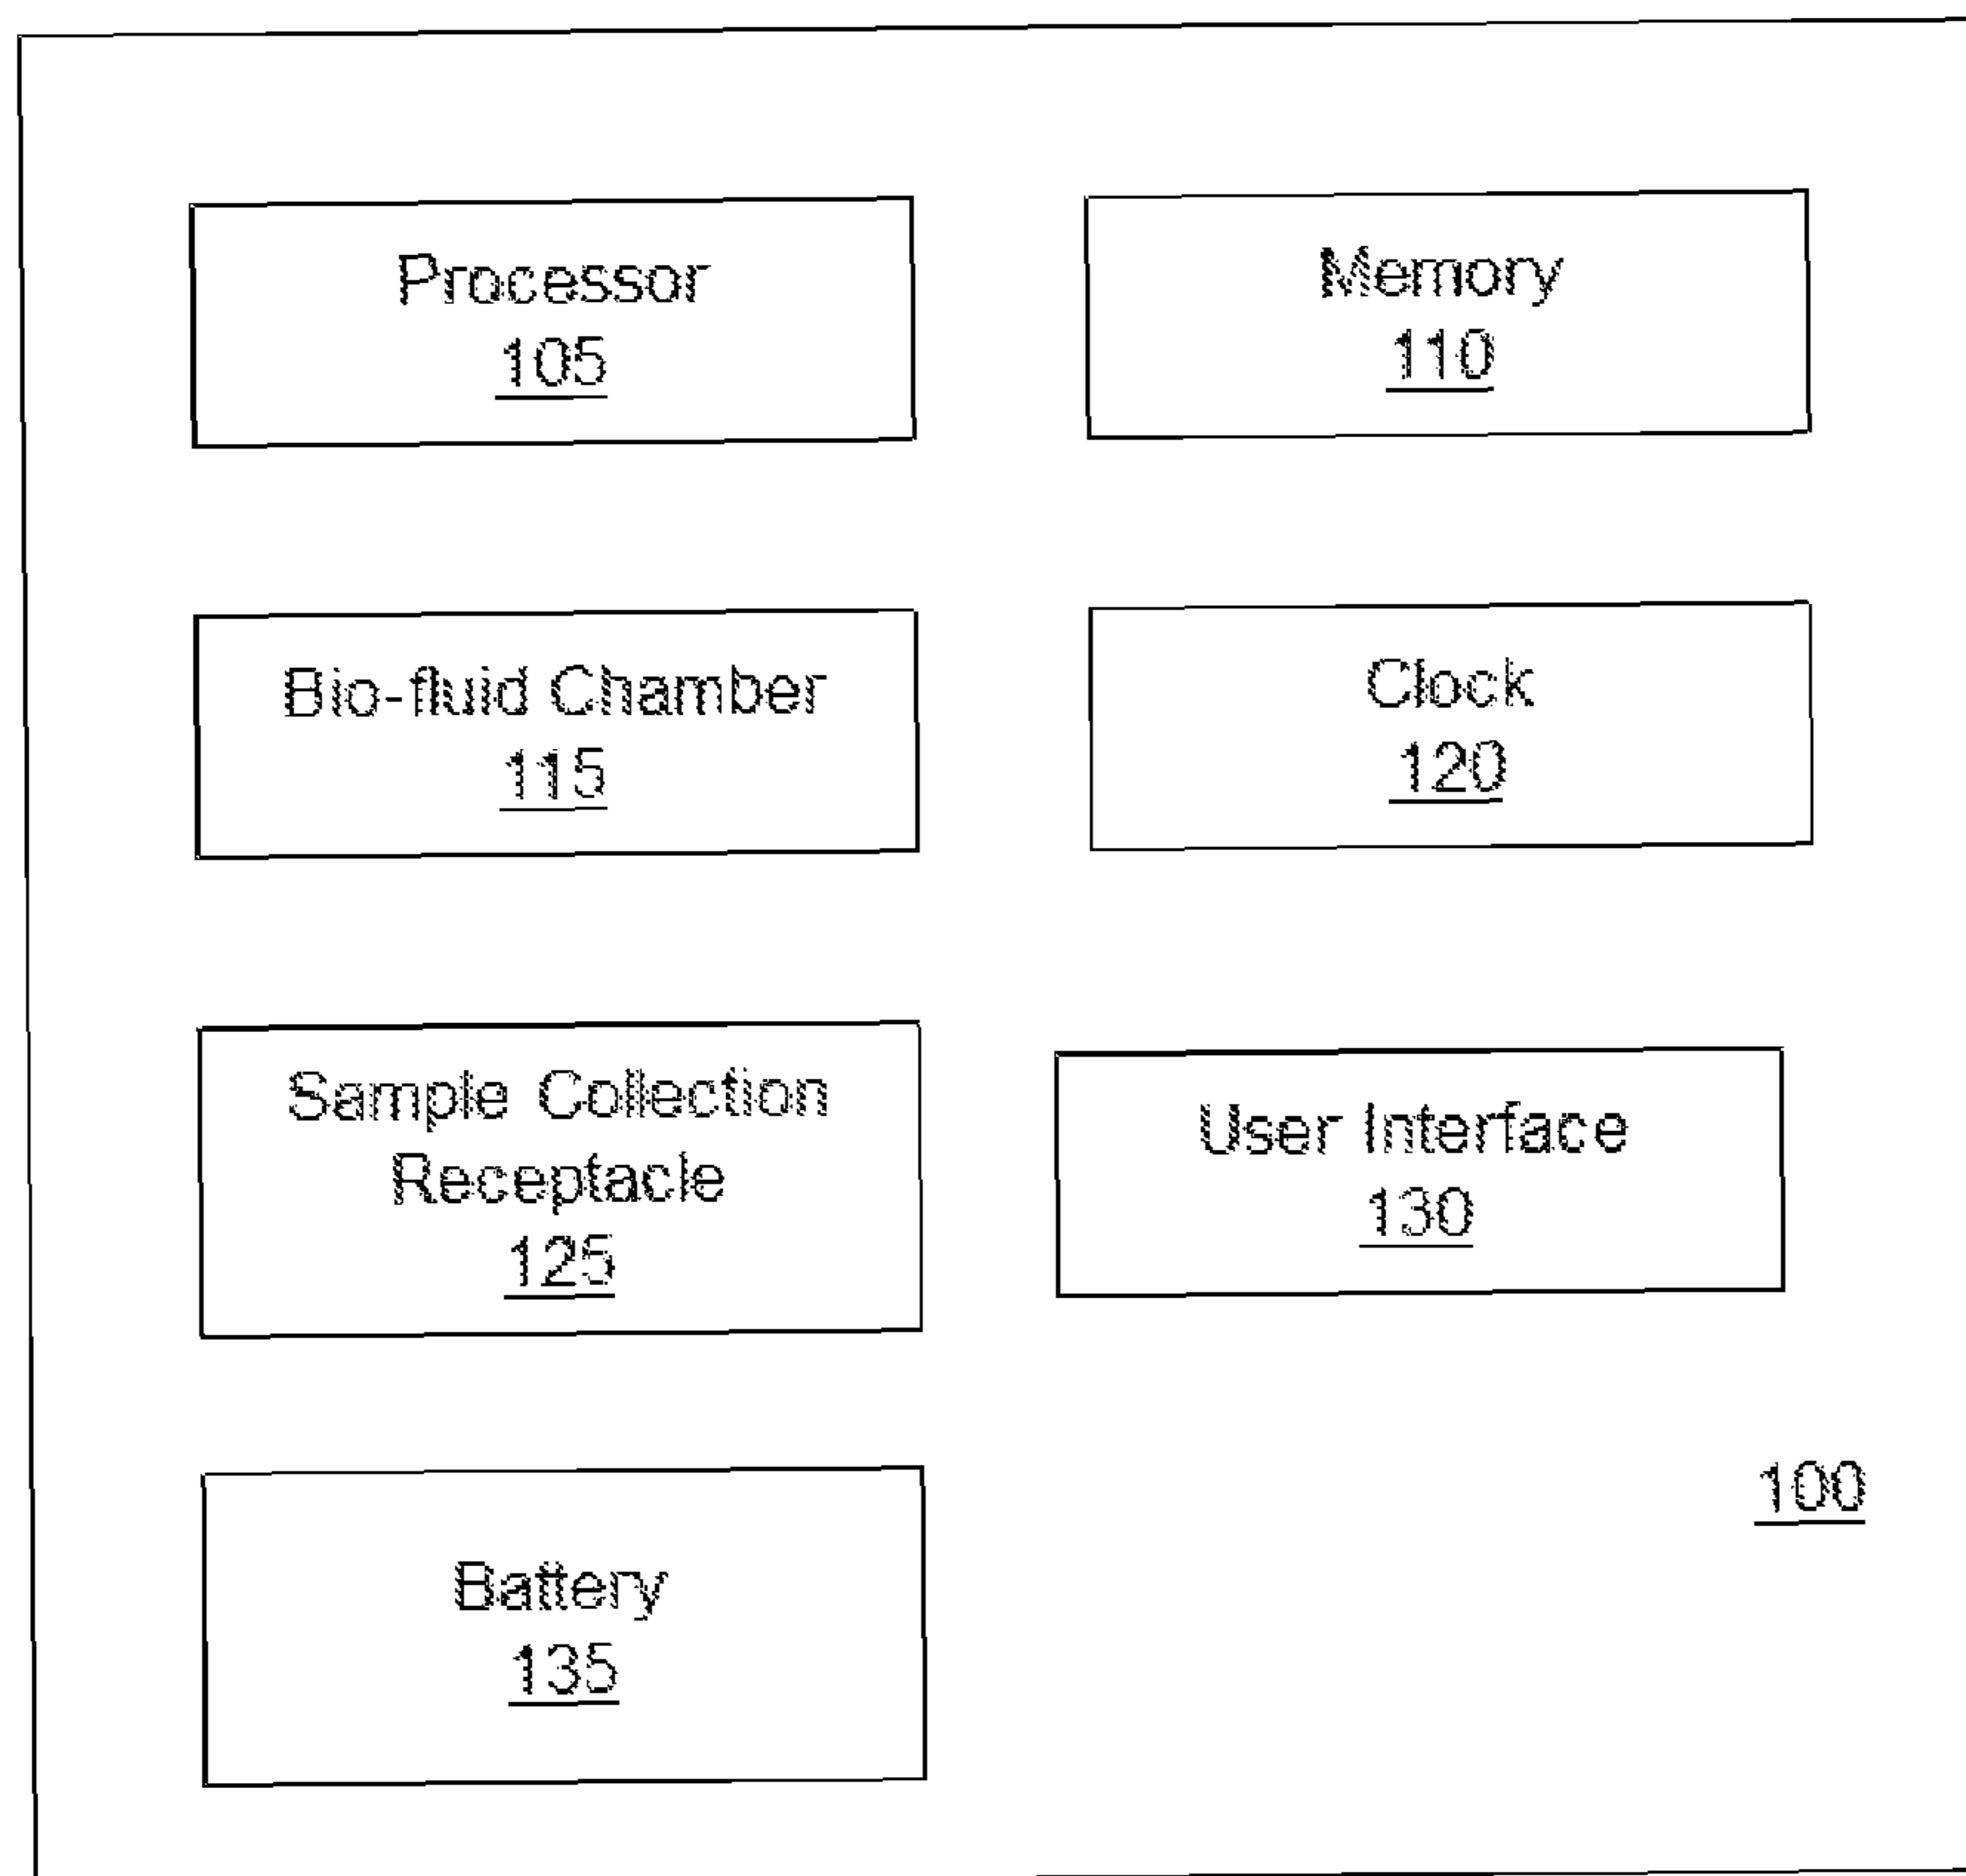 Processor
105
Memory
110
Bio-fluid Chamber
115
Clock
120
Sample Collection
Receptacle
125
User Interface
130
100
Battery
135